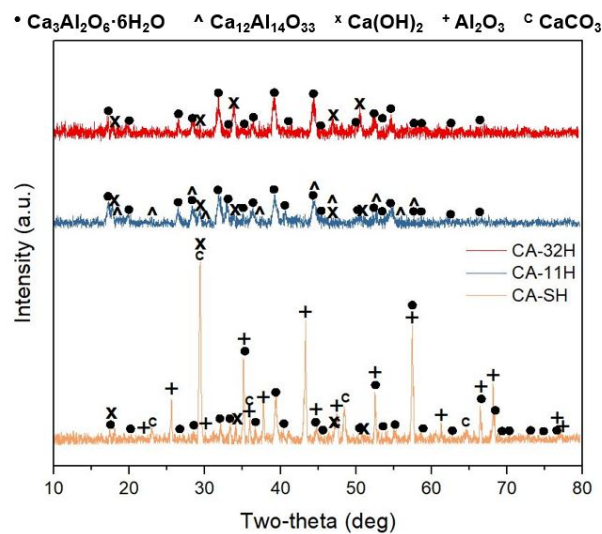 • Ca₃Al₂O₆·6H₂O ^ Ca₁₂Al₁₄O₃₃ x Ca(OH)₂ + Al₂O₃ C CaCO₃
Intensity (a.u.)
CA-32H
CA-11H
CA-SH
10 20 30 40 50 60 70 80
Two-theta (deg)